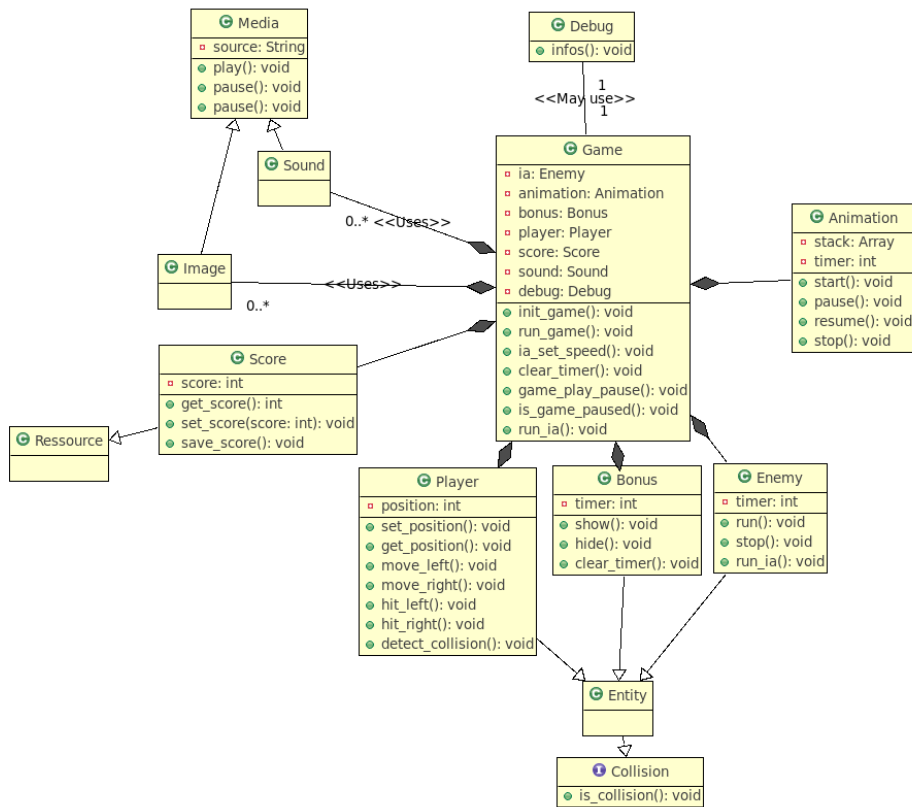 Media
source: String
play(): void
pause(): void
pause(): void
Debug
infos(): void
1
<<May use>>
1
Sound
0..* <<Uses>>
Image
<<Uses>>
0..*
Game
ia: Enemy
animation: Animation
bonus: Bonus
player: Player
score: Score
sound: Sound
debug: Debug
init_game(): void
run_game(): void
ia_set_speed(): void
clear_timer(): void
game_play_pause(): void
is_game_paused(): void
run_ia(): void
Animation
stack: Array
timer: int
start(): void
pause(): void
resume(): void
stop(): void
Score
score: int
get_score(): int
set_score(score: int): void
save_score(): void
Ressource
Player
position: int
set_position(): void
get_position(): void
move_left(): void
move_right(): void
hit_left(): void
hit_right(): void
detect_collision(): void
Bonus
timer: int
show(): void
hide(): void
clear_timer(): void
Enemy
timer: int
run(): void
stop(): void
run_ia(): void
Entity
Collision
is_collision(): void